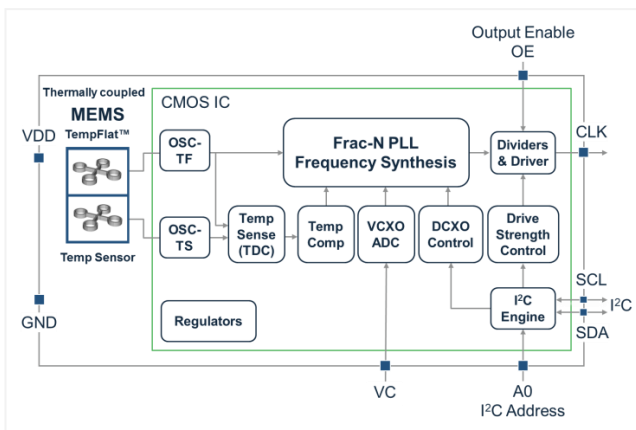 Output Enable
OE
Thermally coupled
MEMS
TempFlat™
CMOS IC
VDD
OSC-
TF
Frac-N PLL
Frequency Synthesis
Dividers
& Driver
CLK
OSC-
TS
Temp
Sense
(TDC)
Temp
Comp
VCXO
ADC
DCXO
Control
Drive
Strength
Control
Temp Sensor
GND
Regulators
I²C
Engine
SCL
I²C
SDA
VC
A0
I²C Address